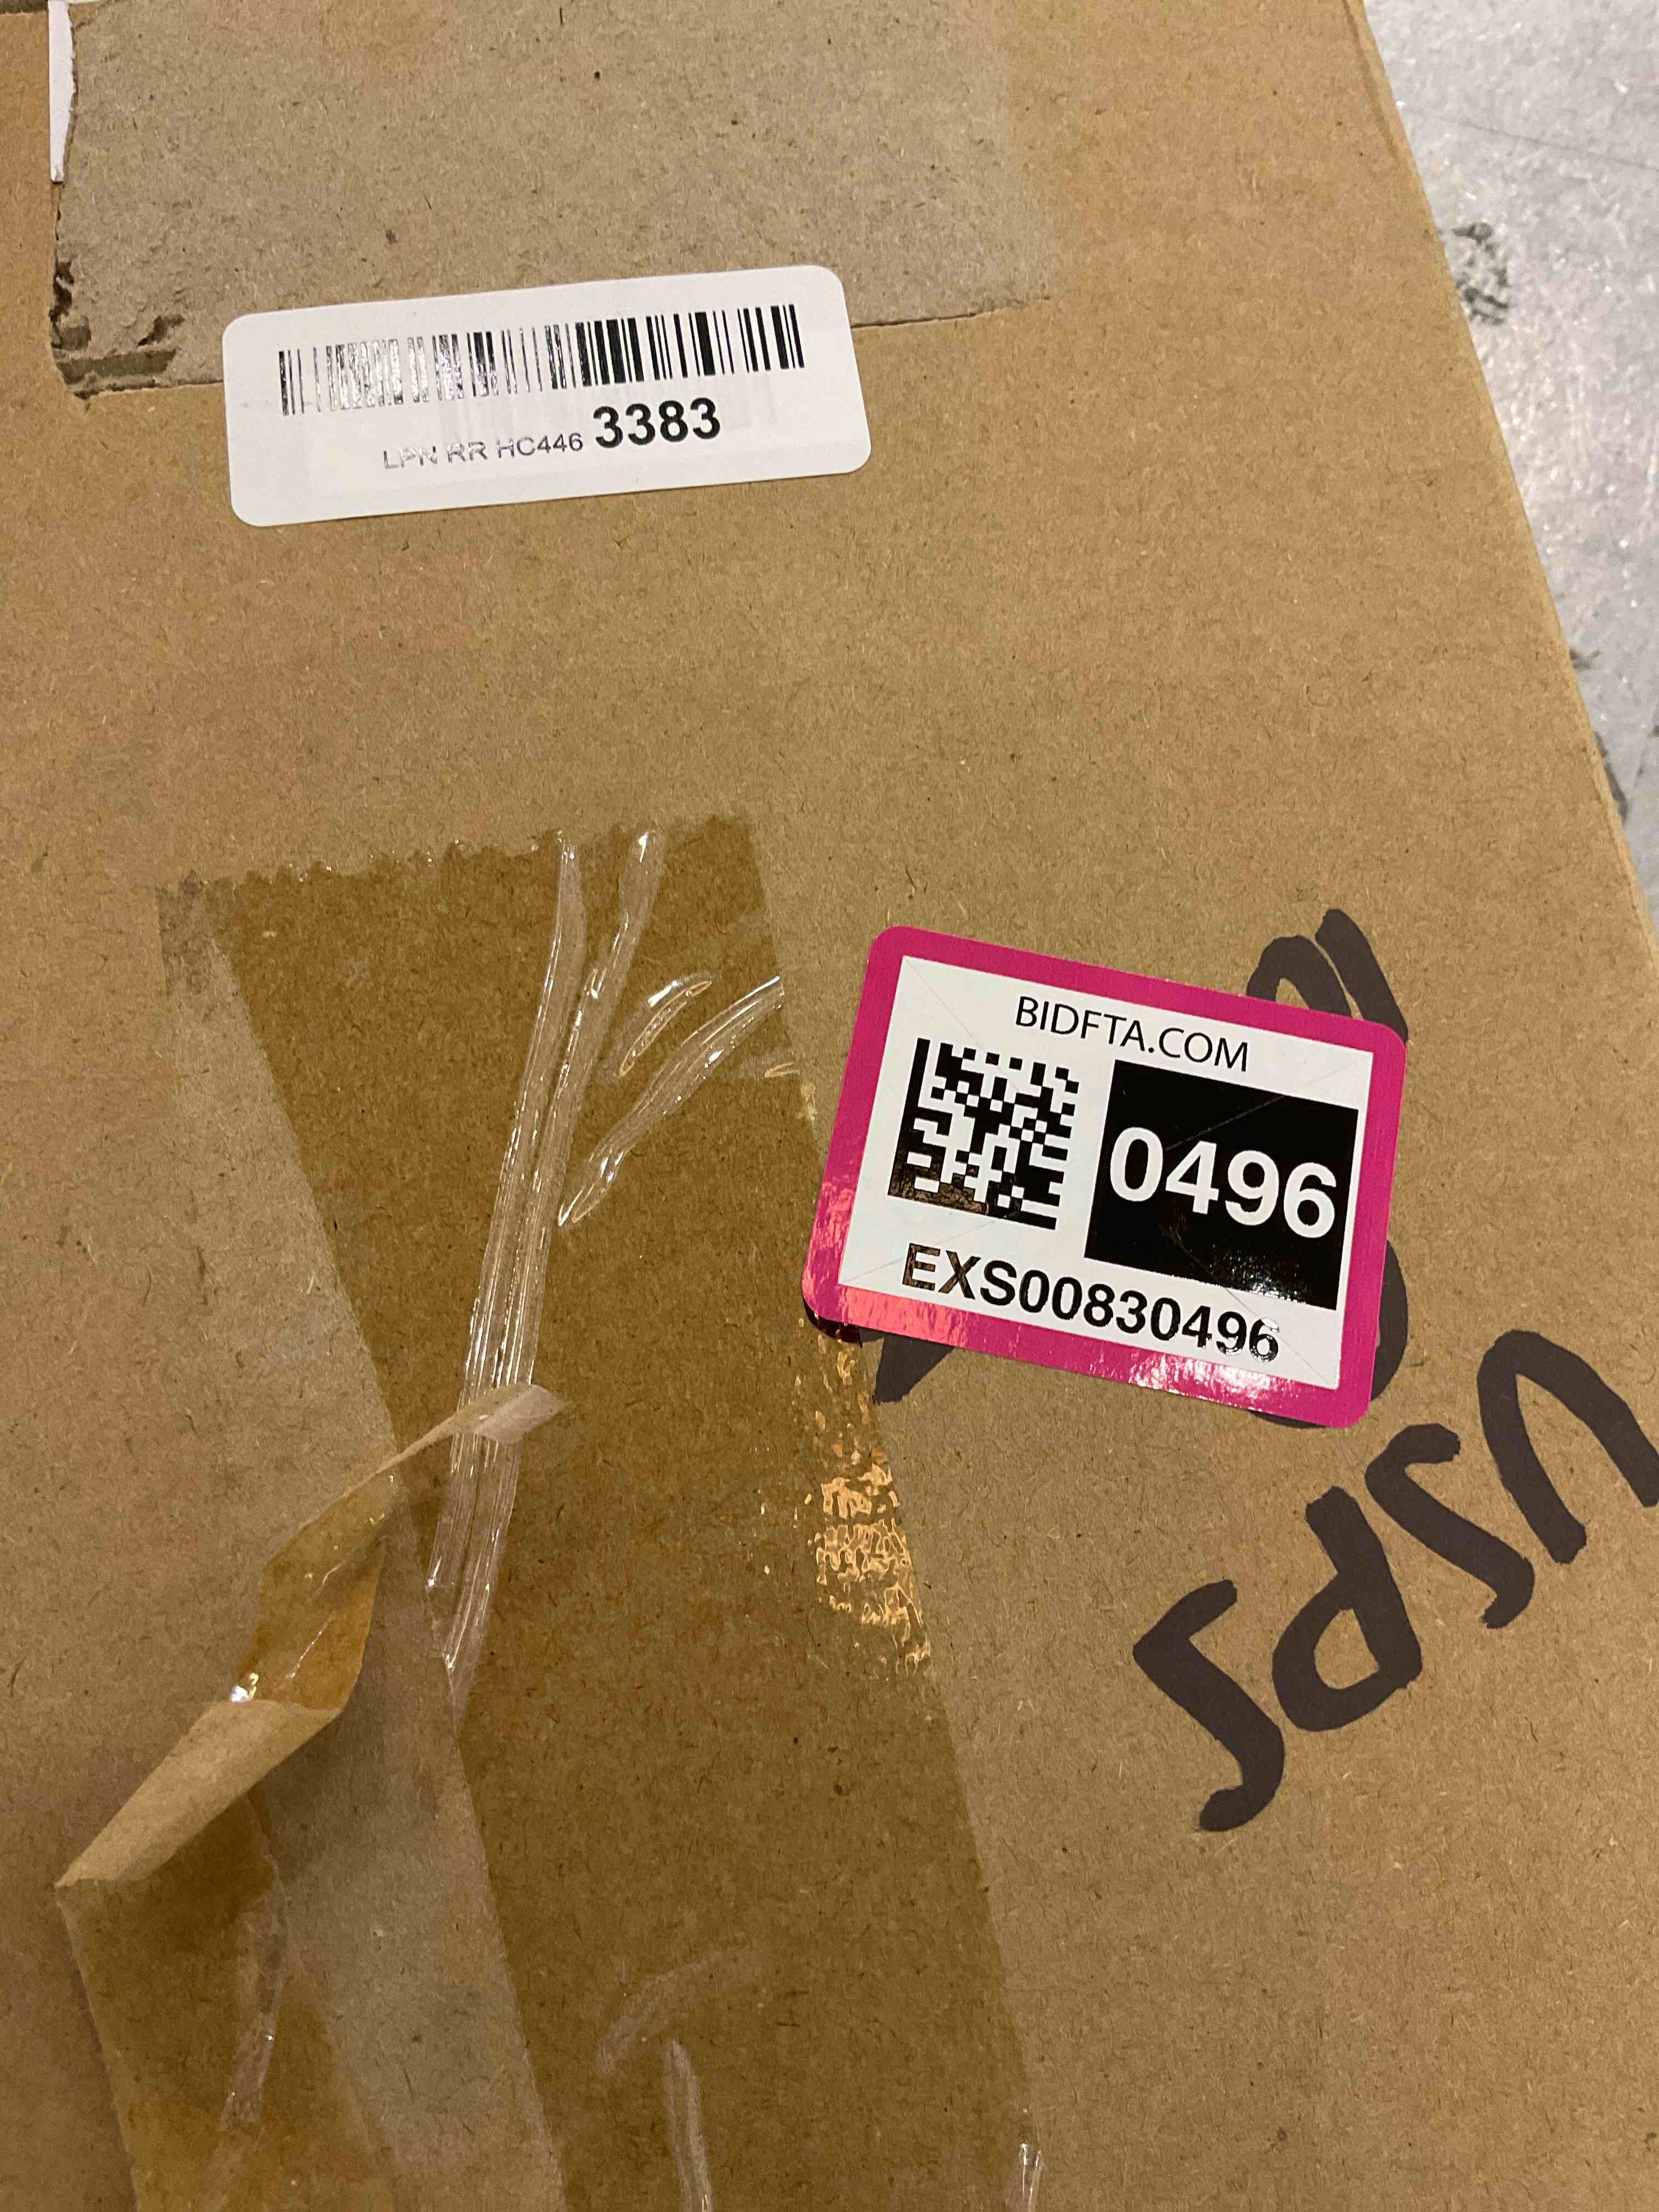 LPN RR HC446 3383
BIDFTA.COM
0496
EXS00830496
USPS